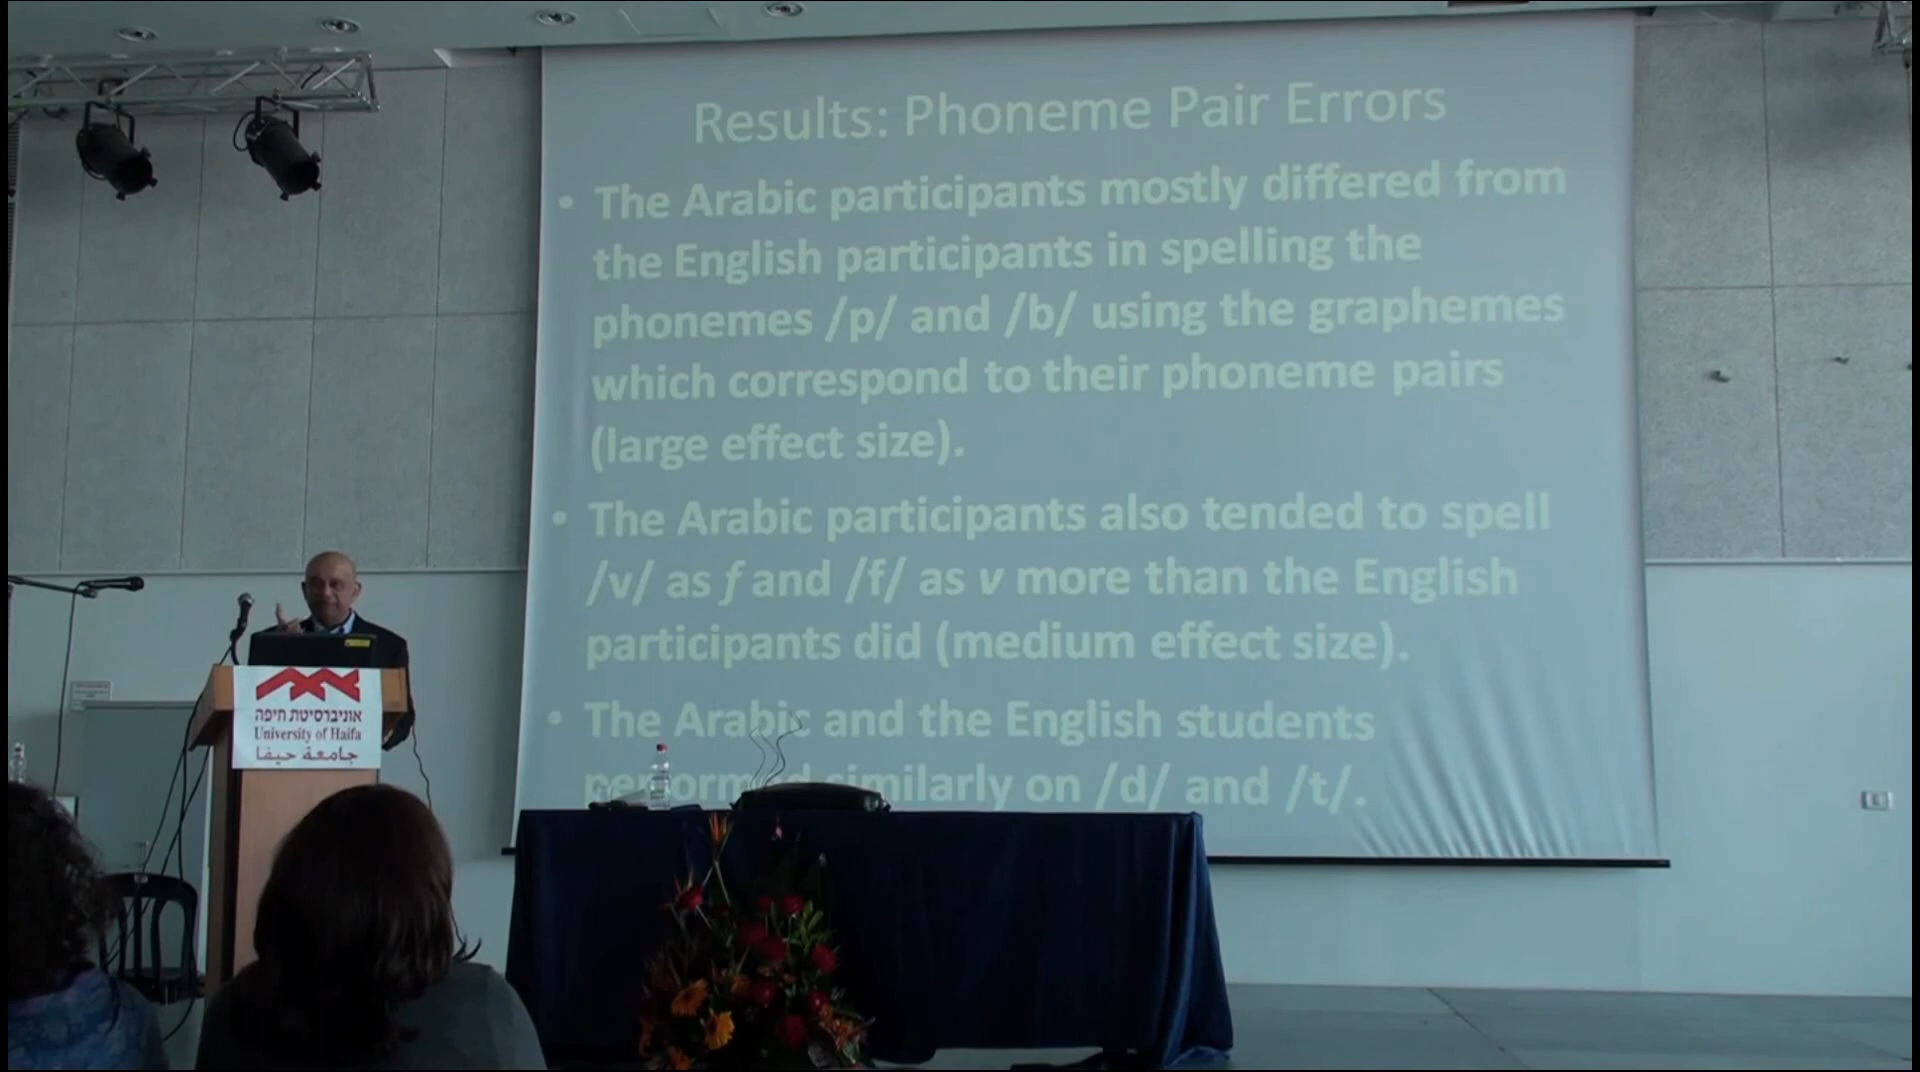 Results: Phoneme Pair Errors
• The Arabic participants mostly differed from
the English participants in spelling the
phonemes /p/ and /b/ using the graphemes
which correspond to their phoneme pairs
(large effect size).
• The Arabic participants also tended to spell
/v/ as f and /f/ as v more than the English
participants did (medium effect size).
• The Arabic and the English students
performed similarly on /d/ and /t/.
אוניברסיטת חיפה
University of Haifa
جامعة حيفا